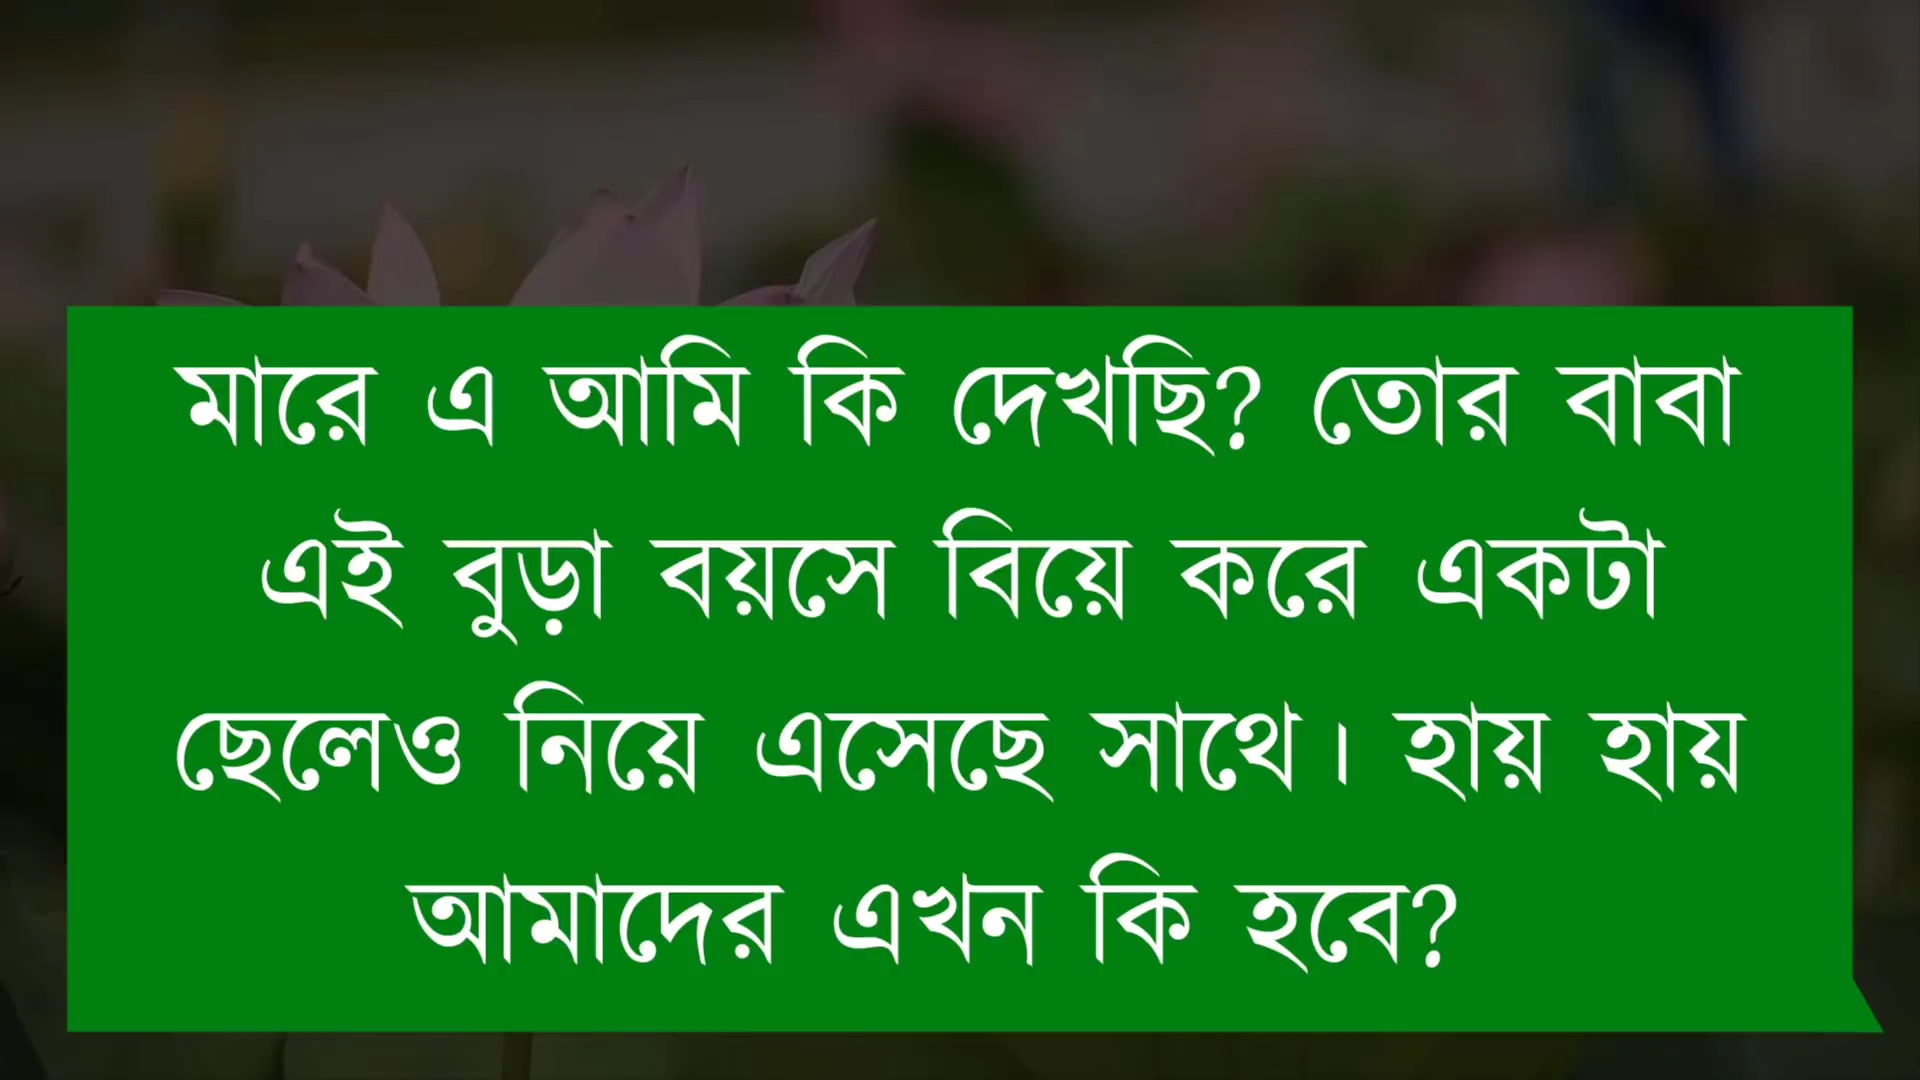 মারে এ আমি কি দেখছি? তোর বাবা
এই বুড়া বয়সে বিয়ে করে একটা
ছেলেও নিয়ে এসেছে সাথে। হায় হায়
আমাদের এখন কি হবে?